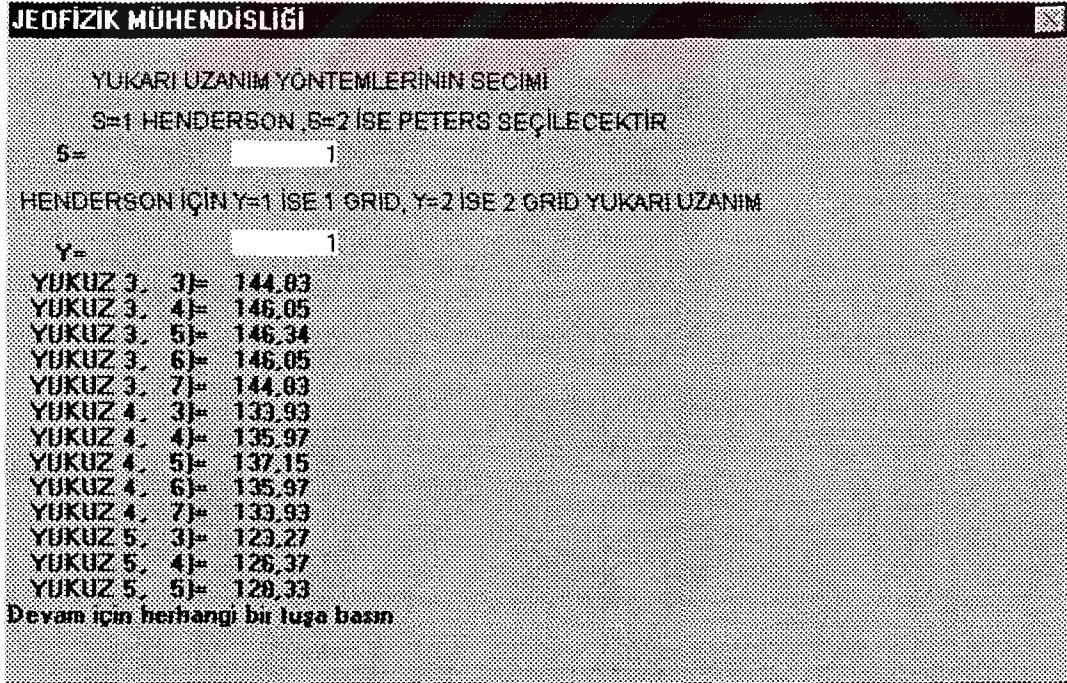 JEOFİZİK MÜHENDİSLİĞİ
YUKARI UZANIM YÖNTEMLERİNİN SECİMİ
S=1 HENDERSON ,S=2 İSE PETERS SEÇİLECEKTİR
S= 1
HENDERSON İÇİN Y=1 İSE 1 GRID, Y=2 İSE 2 GRID YUKARI UZANIM
Y= 1
YUKUZ 3, 3)= 144,83
YUKUZ 3, 4)= 146,05
YUKUZ 3, 5)= 146,34
YUKUZ 3, 6)= 146,05
YUKUZ 3, 7)= 144,83
YUKUZ 4, 3)= 133,93
YUKUZ 4, 4)= 135,97
YUKUZ 4, 5)= 137,15
YUKUZ 4, 6)= 135,97
YUKUZ 4, 7)= 133,93
YUKUZ 5, 3)= 123,27
YUKUZ 5, 4)= 126,37
YUKUZ 5, 5)= 128,33
Devam için herhangi bir tuşa basın